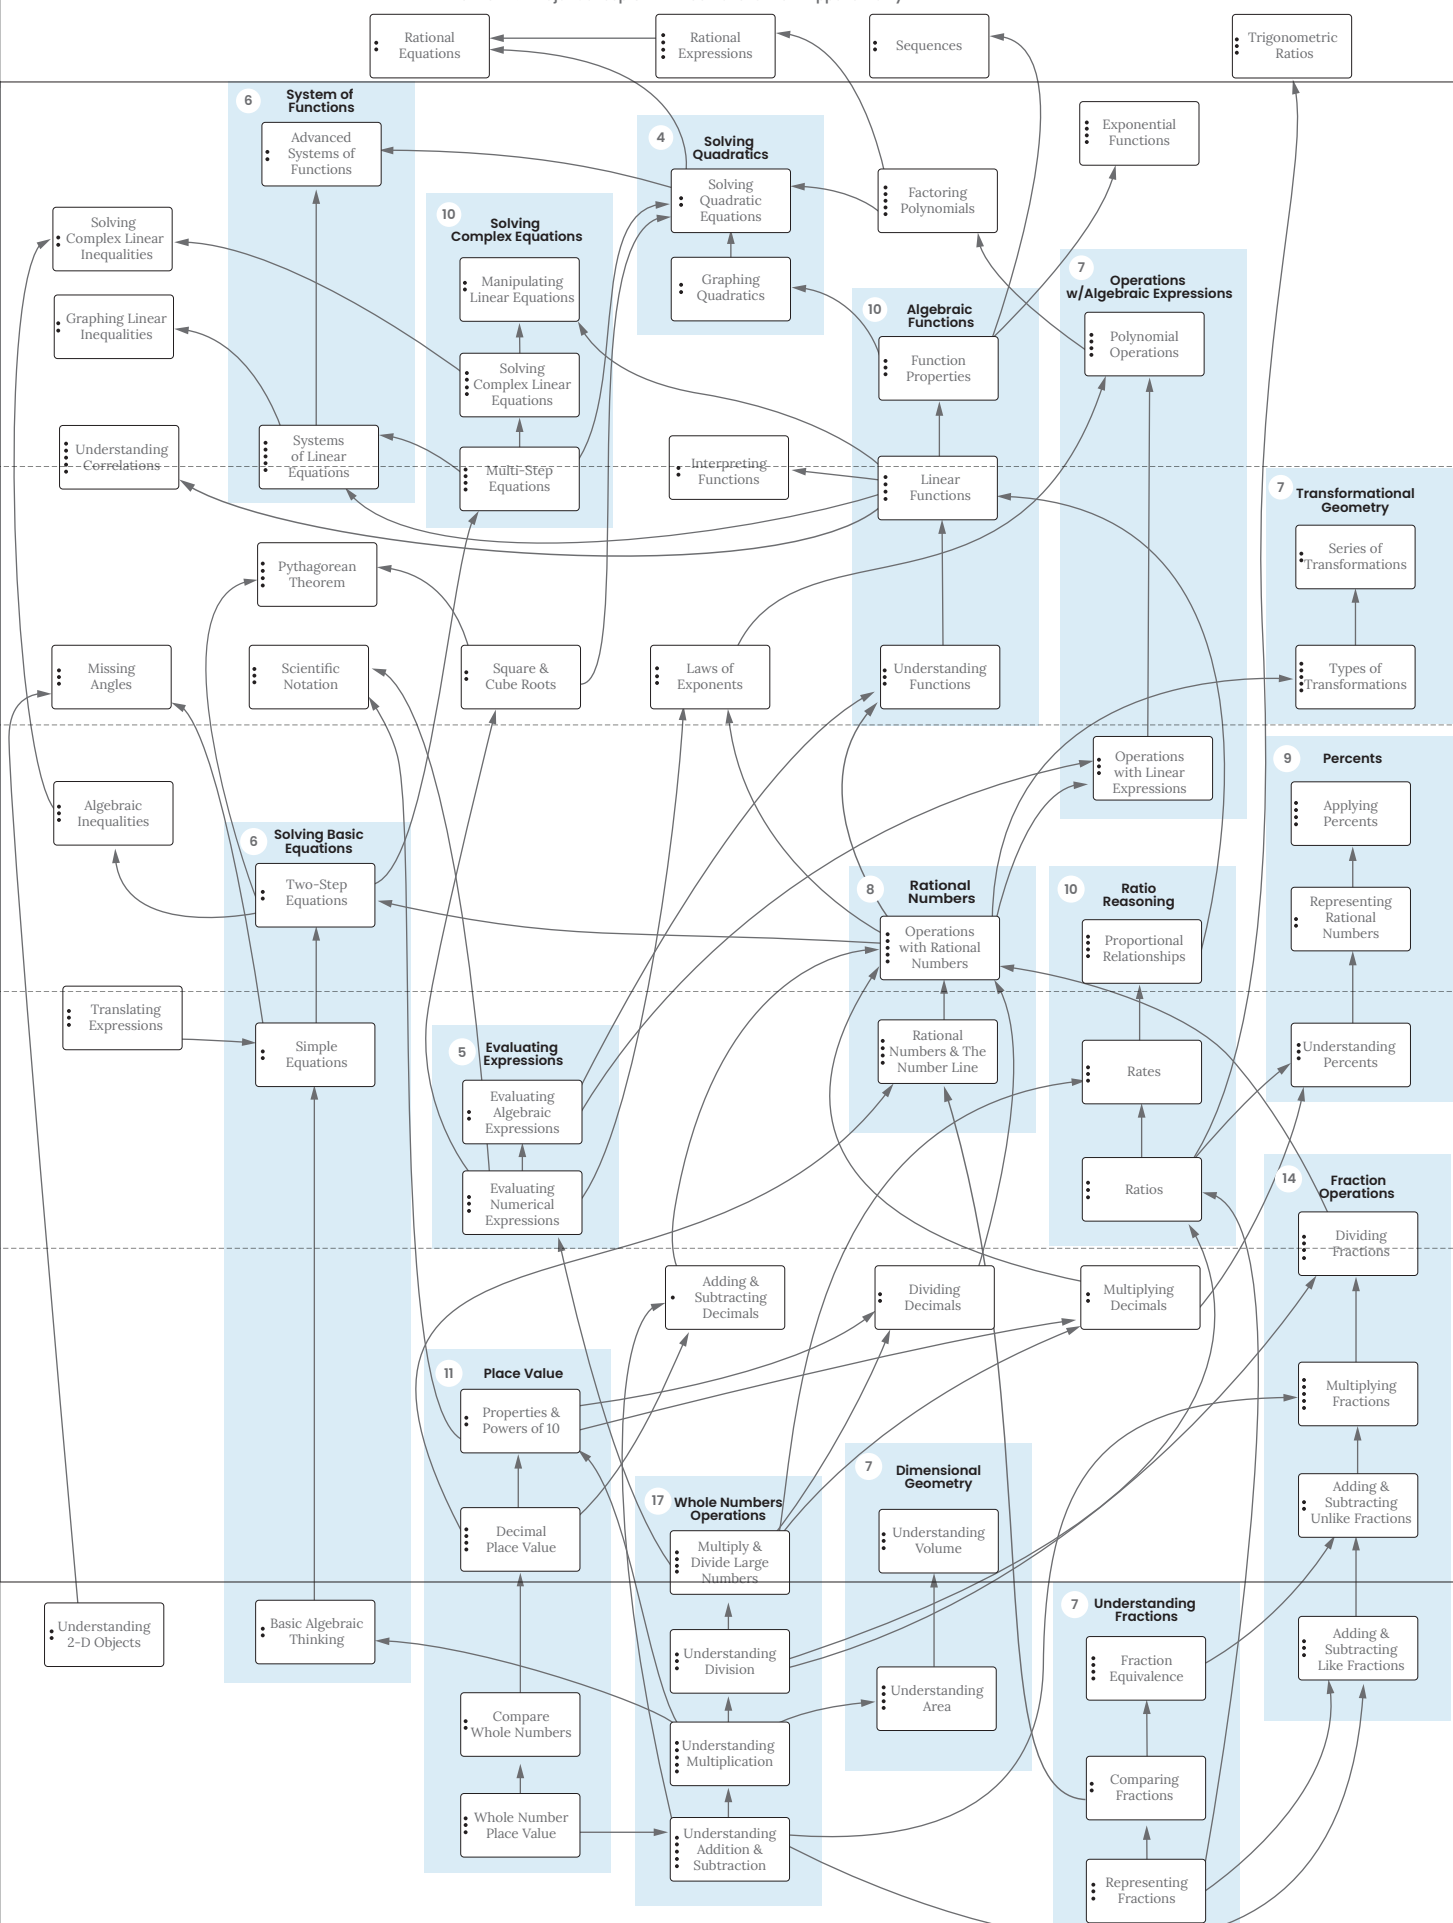 Rational
Equations
Rational
Expressions
Sequences
Trigonometric
Ratios
6
System of
Functions
Advanced
Systems of
Functions
4
Solving
Quadratics
Solving
Quadratic
Equations
Factoring
Polynomials
Exponential
Functions
Solving
Complex Linear
Inequalities
10
Solving
Complex Equations
Manipulating
Linear Equations
Graphing
Quadratics
7
Operations
w/Algebraic Expressions
Graphing Linear
Inequalities
10
Algebraic
Functions
Polynomial
Operations
Solving
Complex Linear
Equations
Function
Properties
Understanding
Correlations
Systems
of Linear
Equations
Multi-Step
Equations
Interpreting
Functions
Linear
Functions
7
Transformational
Geometry
Series of
Transformations
Pythagorean
Theorem
Missing
Angles
Scientific
Notation
Square &
Cube Roots
Laws of
Exponents
Understanding
Functions
Types of
Transformations
Operations
with Linear
Expressions
9
Percents
Algebraic
Inequalities
Applying
Percents
6
Solving Basic
Equations
Two-Step
Equations
8
Rational
Numbers
10
Ratio
Reasoning
Representing
Rational
Numbers
Operations
with Rational
Numbers
Proportional
Relationships
Translating
Expressions
Simple
Equations
5
Evaluating
Expressions
Rational
Numbers & The
Number Line
Rates
Understanding
Percents
Evaluating
Algebraic
Expressions
Evaluating
Numerical
Expressions
Ratios
14
Fraction
Operations
Dividing
Fractions
Adding &
Subtracting
Decimals
Dividing
Decimals
Multiplying
Decimals
11
Place Value
Properties &
Powers of 10
Multiplying
Fractions
7
Dimensional
Geometry
17
Whole Numbers
Operations
Decimal
Place Value
Multiply &
Divide Large
Numbers
Understanding
Volume
Adding &
Subtracting
Unlike Fractions
Understanding
2-D Objects
Basic Algebraic
Thinking
7
Understanding
Fractions
Understanding
Division
Fraction
Equivalence
Adding &
Subtracting
Like Fractions
Compare
Whole Numbers
Understanding
Multiplication
Understanding
Area
Comparing
Fractions
Whole Number
Place Value
Understanding
Addition &
Subtraction
Representing
Fractions